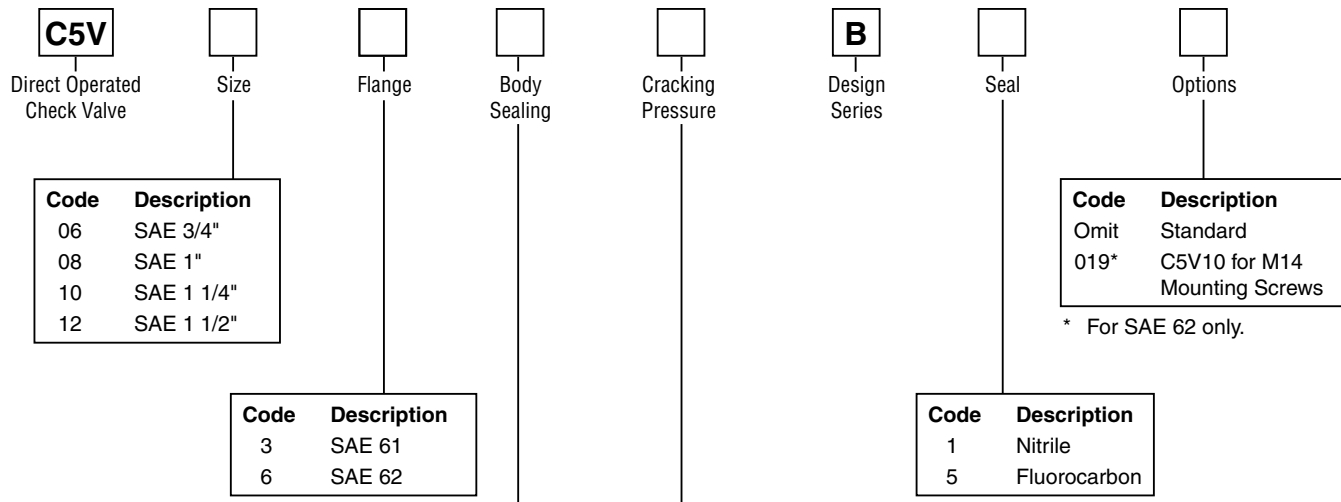 C5V B
Direct Operated
Check Valve
Size
Flange
Body
Sealing
Cracking
Pressure
Design
Series
Seal
Options
Code Description
06 SAE 3/4"
08 SAE 1"
10 SAE 1 1/4"
12 SAE 1 1/2"
Code Description
Omit Standard
019* C5V10 for M14
Mounting Screws
* For SAE 62 only.
Code Description
3 SAE 61
6 SAE 62
Code Description
1 Nitrile
5 Fluorocarbon